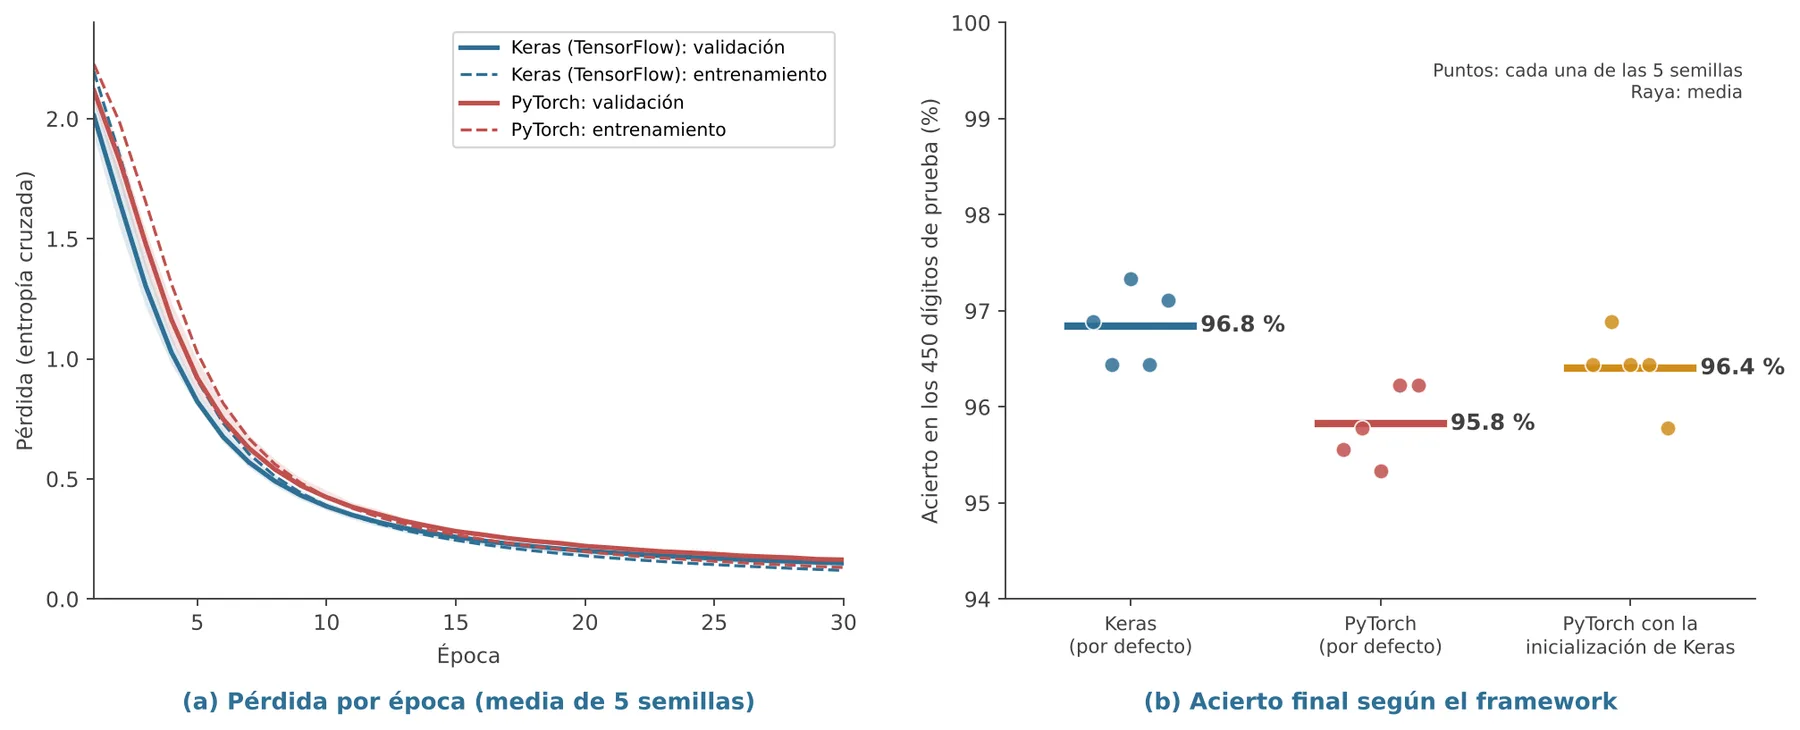 Keras (TensorFlow): validación
Keras (TensorFlow): entrenamiento
PyTorch: validación
PyTorch: entrenamiento
Pérdida (entropía cruzada)
2.0
1.5
1.0
0.5
0.0
5
10
15
20
25
30
Época
(a) Pérdida por época (media de 5 semillas)
Acierto en los 450 dígitos de prueba (%)
100
99
98
97
96
95
94
Puntos: cada una de las 5 semillas
Raya: media
96.8 %
95.8 %
96.4 %
Keras
(por defecto)
PyTorch
(por defecto)
PyTorch con la
inicialización de Keras
(b) Acierto final según el framework